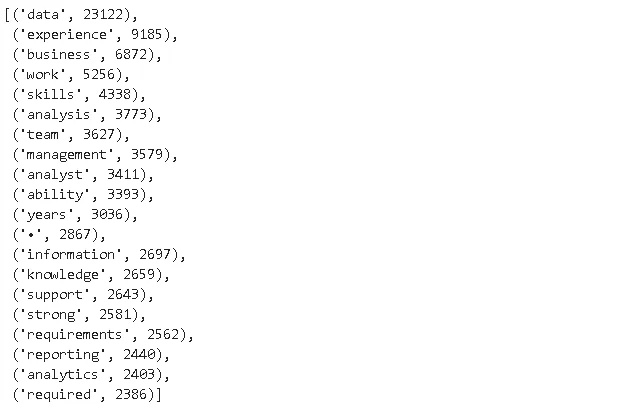 [('data', 23122),
('experience', 9185),
('business', 6872),
('work', 5256),
('skills', 4338),
('analysis', 3773),
('team', 3627),
('management', 3579),
('analyst', 3411),
('ability', 3393),
('years', 3036),
('•', 2867),
('information', 2697),
('knowledge', 2659),
('support', 2643),
('strong', 2581),
('requirements', 2562),
('reporting', 2440),
('analytics', 2403),
('required', 2386)]